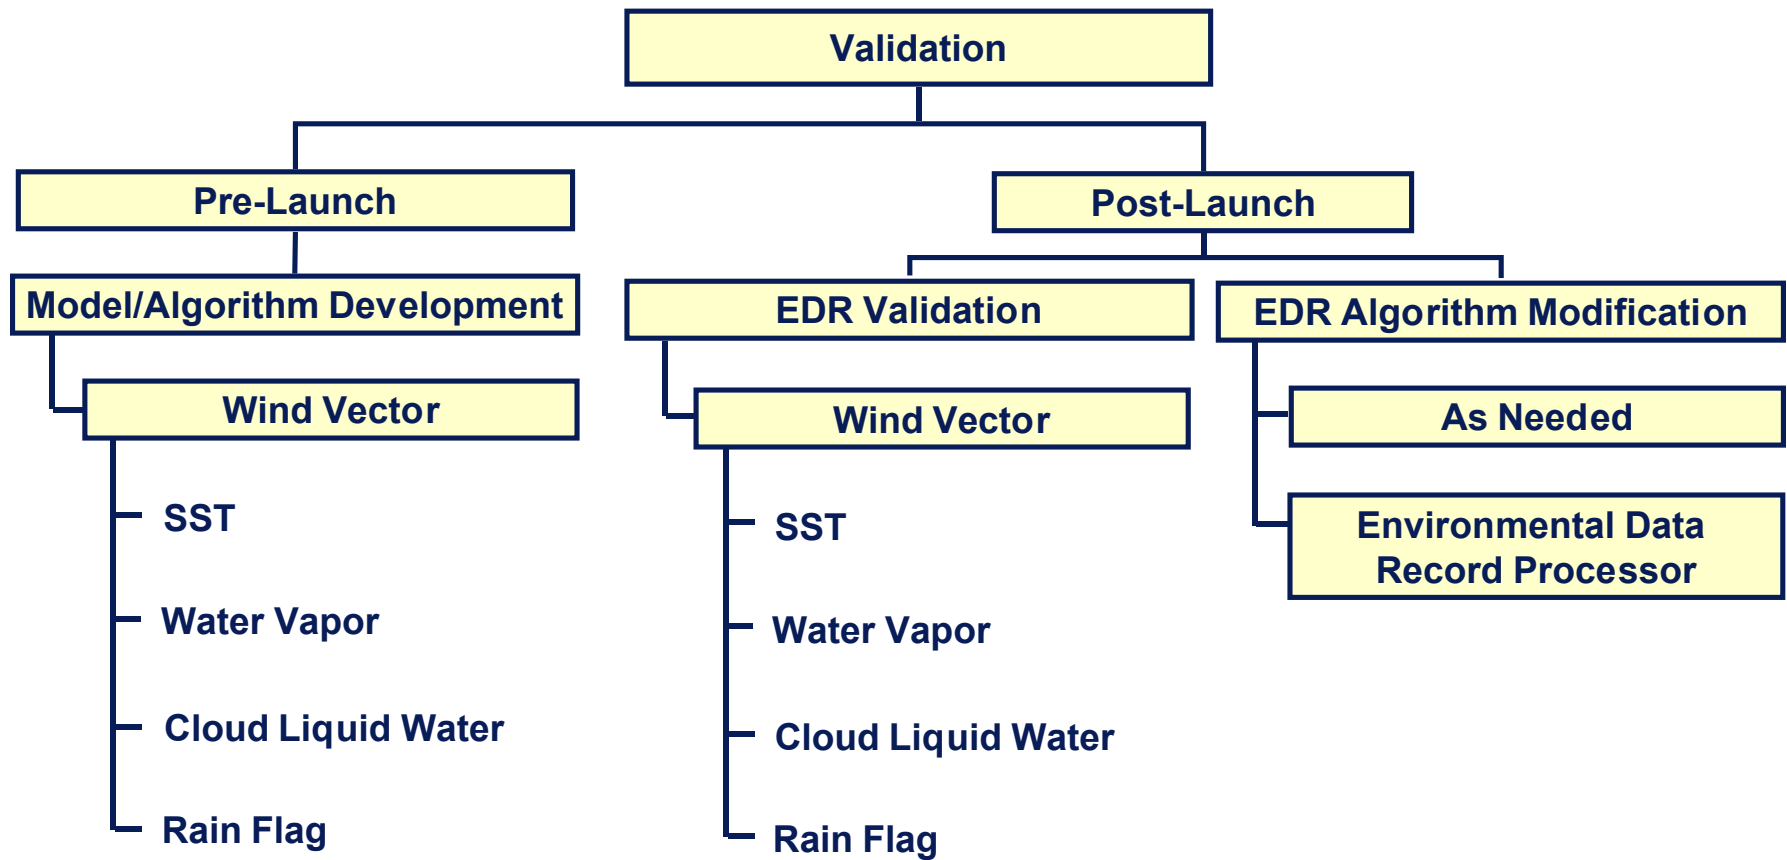 Validation
Pre-Launch
Post-Launch
Model/Algorithm Development
EDR Validation
EDR Algorithm Modification
Wind Vector
Wind Vector
As Needed
SST
SST
Environmental Data
Record Processor
Water Vapor
Water Vapor
Cloud Liquid Water
Cloud Liquid Water
Rain Flag
Rain Flag